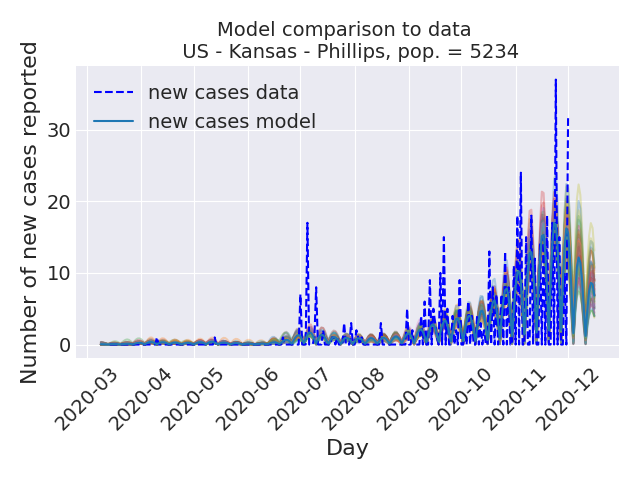 Model comparison to data
US - Kansas - Phillips, pop. = 5234
Number of new cases reported
30
20
10
0
new cases data
new cases model
2020-03
2020-04
2020-05
2020-06
2020-07
2020-08
2020-09
2020-10
2020-11
2020-12
Day